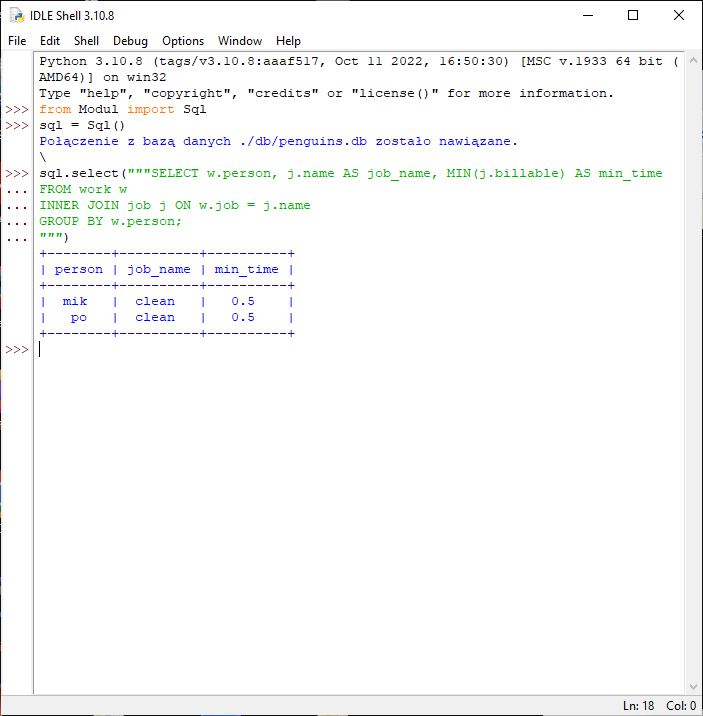 IDLE Shell 3.10.8
File Edit Shell Debug Options Window Help
Python 3.10.8 (tags/v3.10.8:aaaf517, Oct 11 2022, 16:50:30) [MSC v.1933 64 bit (
AMD64)] on win32
Type "help", "copyright", "credits" or "license()" for more information.
>>> from Modul import Sql
>>> sql = Sql()
Połączenie z bazą danych ./db/penguins.db zostało nawiązane.
\
>>> sql.select("""SELECT w.person, j.name AS job_name, MIN(j.billable) AS min_time
... FROM work w
... INNER JOIN job j ON w.job = j.name
... GROUP BY w.person;
... """)
+--------+----------+----------+
| person | job_name | min_time |
+--------+----------+----------+
|  mik   |  clean   |   0.5    |
|   po   |  clean   |   0.5    |
+--------+----------+----------+
>>>
Ln: 18 Col: 0